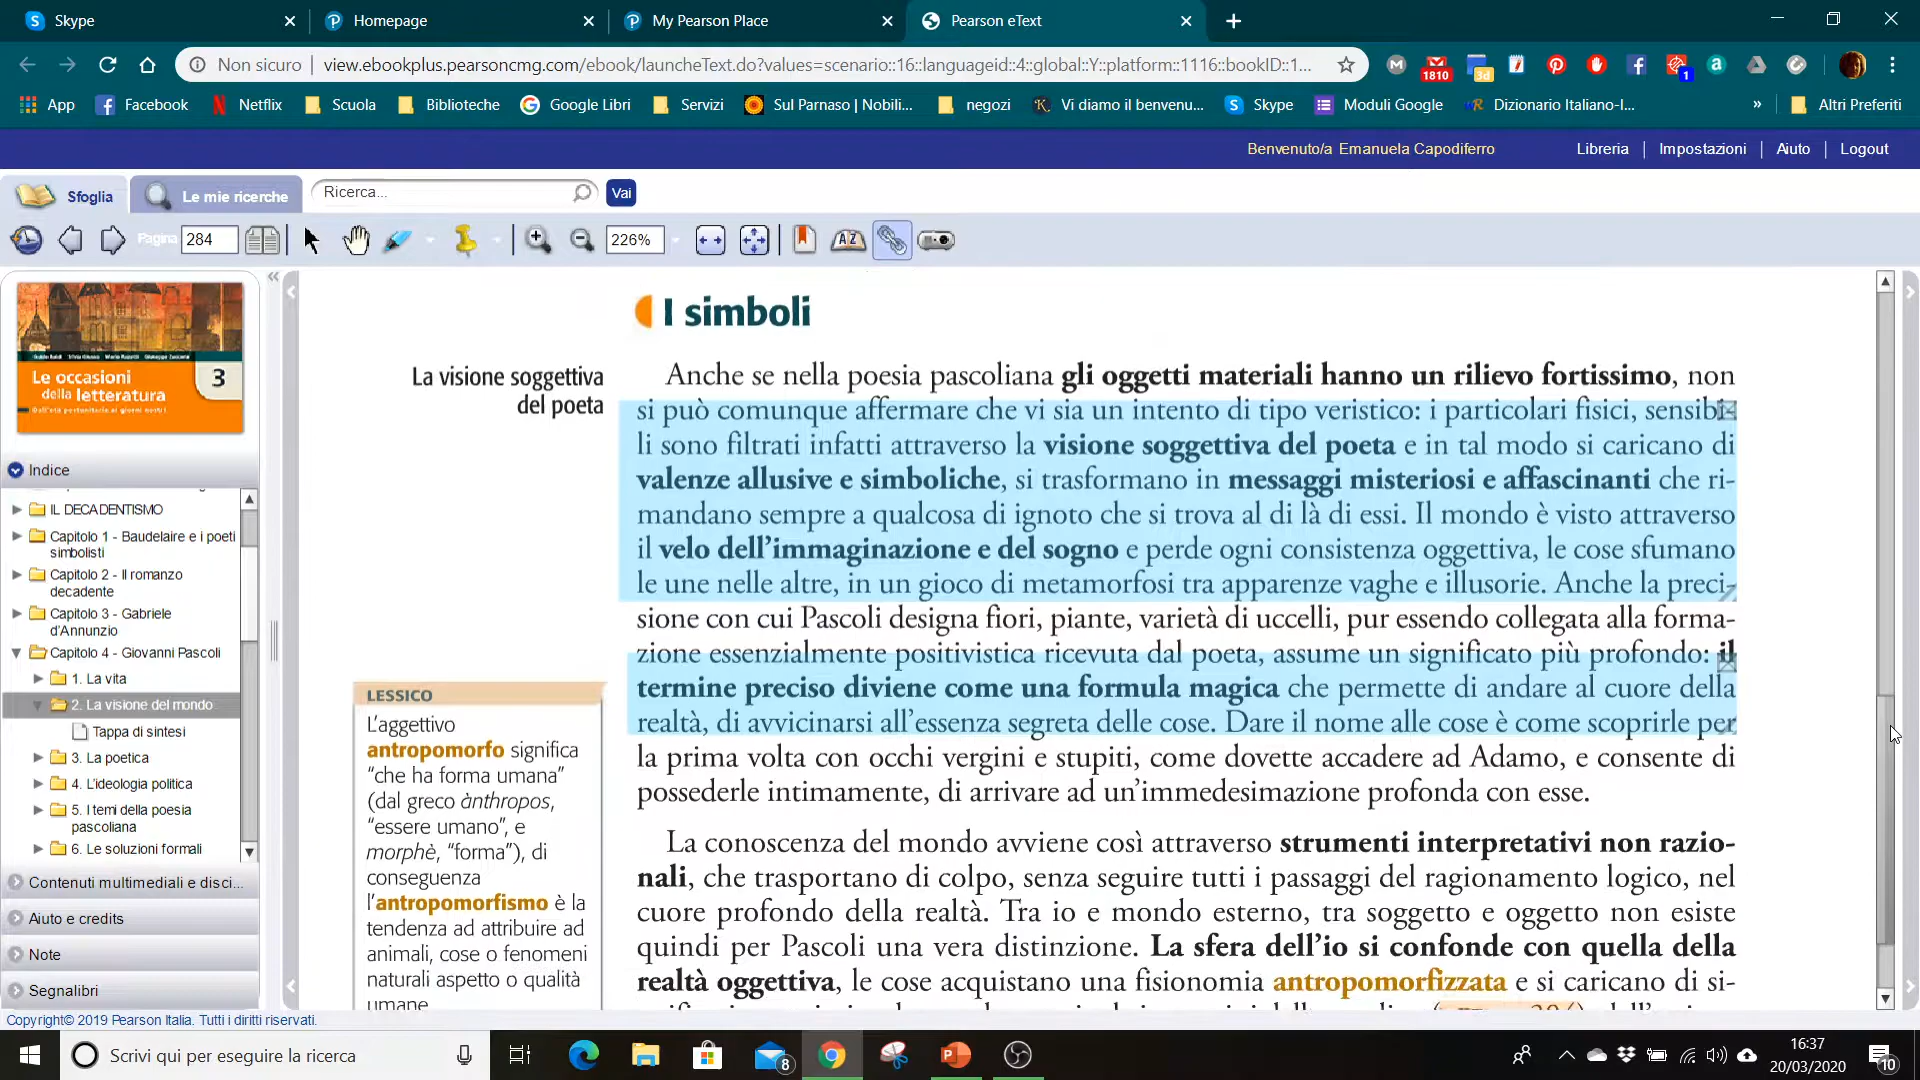 Skype
Homepage
My Pearson Place
Pearson eText
Non sicuro
view.ebookplus.pearsoncmg.com/ebook/launcheText.do?values=scenario::16::languageid::4::global::Y::platform::1116::bookID::1...
1810
3d
1
App
Facebook
Netflix
Scuola
Biblioteche
Google Libri
Servizi
Sul Parnaso | Nobili...
negozi
Vi diamo il benvenu...
Skype
Moduli Google
Dizionario Italiano-I...
»
Altri Preferiti
Benvenuto/a Emanuela Capodiferro
Libreria | Impostazioni | Aiuto | Logout
Sfoglia
Le mie ricerche
Ricerca...
Vai
Pagina
284
226%
A Z
Le occasioni
della letteratura
3
Indice
IL DECADENTISMO
Capitolo 1 - Baudelaire e i poeti
simbolisti
Capitolo 2 - Il romanzo
decadente
Capitolo 3 - Gabriele
d'Annunzio
Capitolo 4 - Giovanni Pascoli
1. La vita
2. La visione del mondo
Tappa di sintesi
3. La poetica
4. L'ideologia politica
5. I temi della poesia
pascoliana
6. Le soluzioni formali
Contenuti multimediali e disci...
Aiuto e credits
Note
Segnalibri
I simboli
La visione soggettiva
del poeta
Anche se nella poesia pascoliana gli oggetti materiali hanno un rilievo fortissimo, non
si può comunque affermare che vi sia un intento di tipo veristico: i particolari fisici, sensibi-
li sono filtrati infatti attraverso la visione soggettiva del poeta e in tal modo si caricano di
valenze allusive e simboliche, si trasformano in messaggi misteriosi e affascinanti che ri-
mandano sempre a qualcosa di ignoto che si trova al di là di essi. Il mondo è visto attraverso
il velo dell'immaginazione e del sogno e perde ogni consistenza oggettiva, le cose sfumano
le une nelle altre, in un gioco di metamorfosi tra apparenze vaghe e illusorie. Anche la preci-
sione con cui Pascoli designa fiori, piante, varietà di uccelli, pur essendo collegata alla forma-
zione essenzialmente positivistica ricevuta dal poeta, assume un significato più profondo: il
termine preciso diviene come una formula magica che permette di andare al cuore della
realtà, di avvicinarsi all'essenza segreta delle cose. Dare il nome alle cose è come scoprirle per
la prima volta con occhi vergini e stupiti, come dovette accadere ad Adamo, e consente di
possederle intimamente, di arrivare ad un'immedesimazione profonda con esse.
La conoscenza del mondo avviene così attraverso strumenti interpretativi non razio-
nali, che trasportano di colpo, senza seguire tutti i passaggi del ragionamento logico, nel
cuore profondo della realtà. Tra io e mondo esterno, tra soggetto e oggetto non esiste
quindi per Pascoli una vera distinzione. La sfera dell'io si confonde con quella della
realtà oggettiva, le cose acquistano una fisionomia antropomorfizzata e si caricano di si-
LESSICO
L'aggettivo
antropomorfo significa
"che ha forma umana"
(dal greco ànthropos,
"essere umano", e
morphè, "forma"), di
conseguenza
l'antropomorfismo è la
tendenza ad attribuire ad
animali, cose o fenomeni
naturali aspetto o qualità
umane
Copyright© 2019 Pearson Italia. Tutti i diritti riservati.
Scrivi qui per eseguire la ricerca
8
16:37
20/03/2020
10